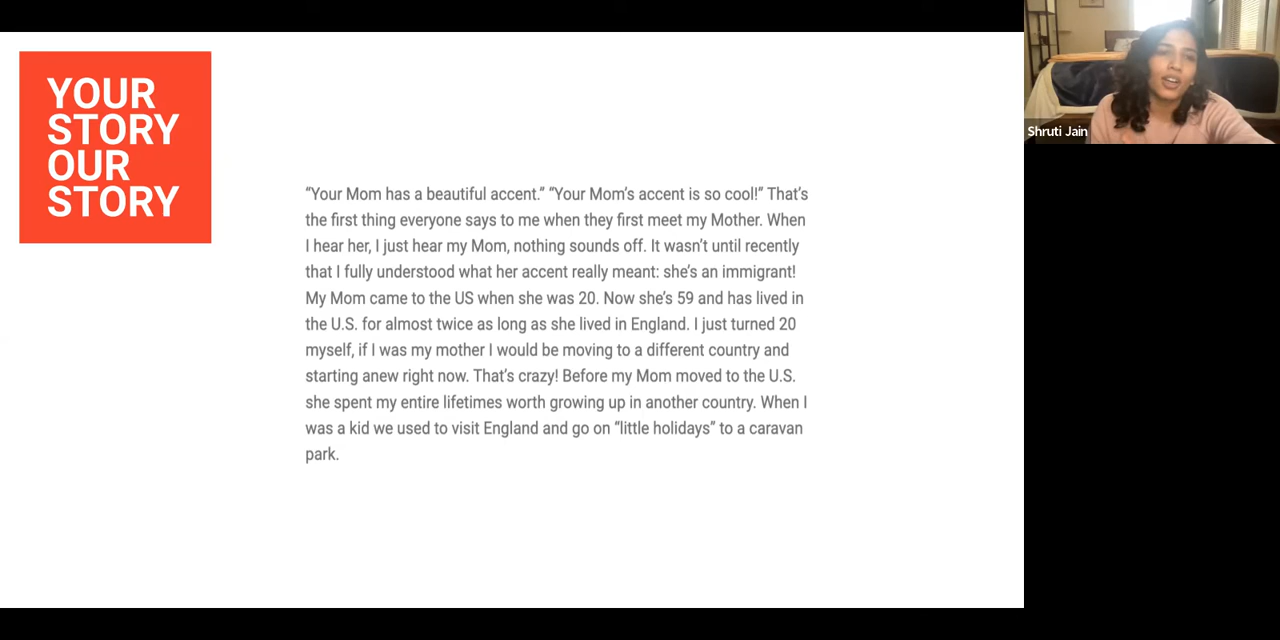 YOUR
STORY
OUR
STORY
“Your Mom has a beautiful accent.” “Your Mom’s accent is so cool!” That’s
the first thing everyone says to me when they first meet my Mother. When
I hear her, I just hear my Mom, nothing sounds off. It wasn’t until recently
that I fully understood what her accent really meant: she’s an immigrant!
My Mom came to the US when she was 20. Now she’s 59 and has lived in
the U.S. for almost twice as long as she lived in England. I just turned 20
myself, if I was my mother I would be moving to a different country and
starting anew right now. That’s crazy! Before my Mom moved to the U.S.
she spent my entire lifetimes worth growing up in another country. When I
was a kid we used to visit England and go on “little holidays” to a caravan
park.
Shruti Jain